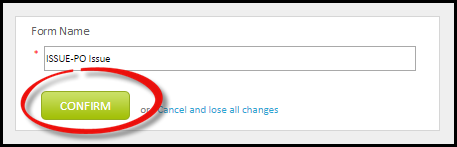 Form Name
* ISSUE-PO Issue
CONFIRM or Cancel and lose all changes